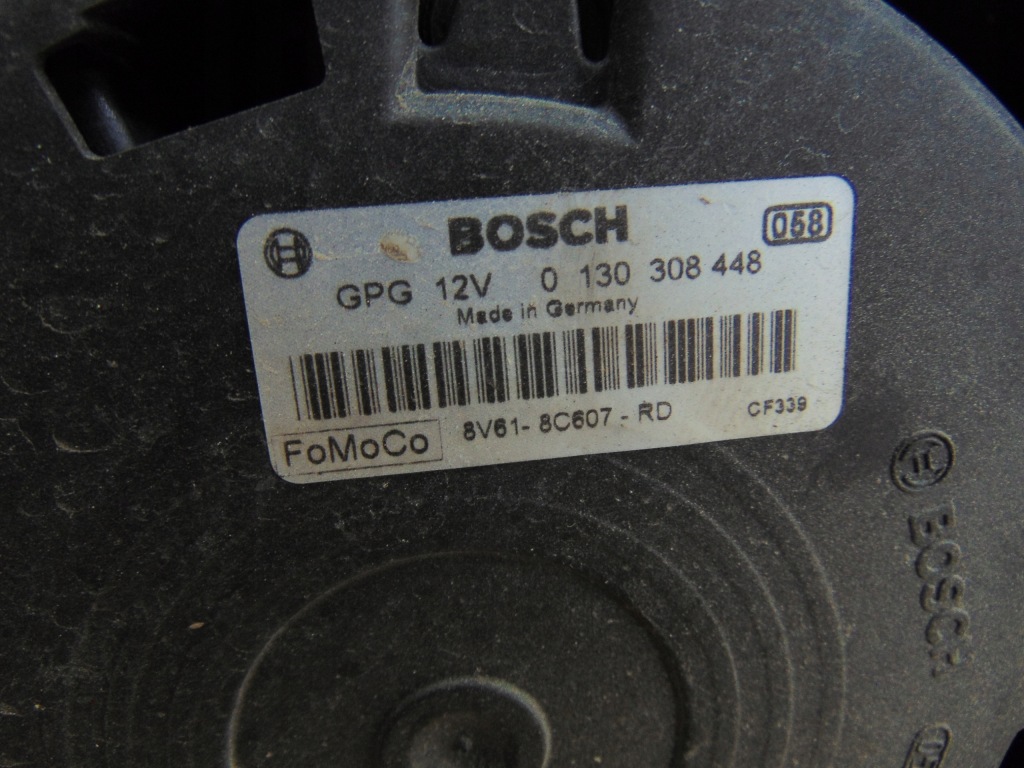 BOSCH
058
GPG 12V 0 130 308 448
Made in Germany
FoMoCo
8V61- 8C607 - RD
CF339
BOSCH